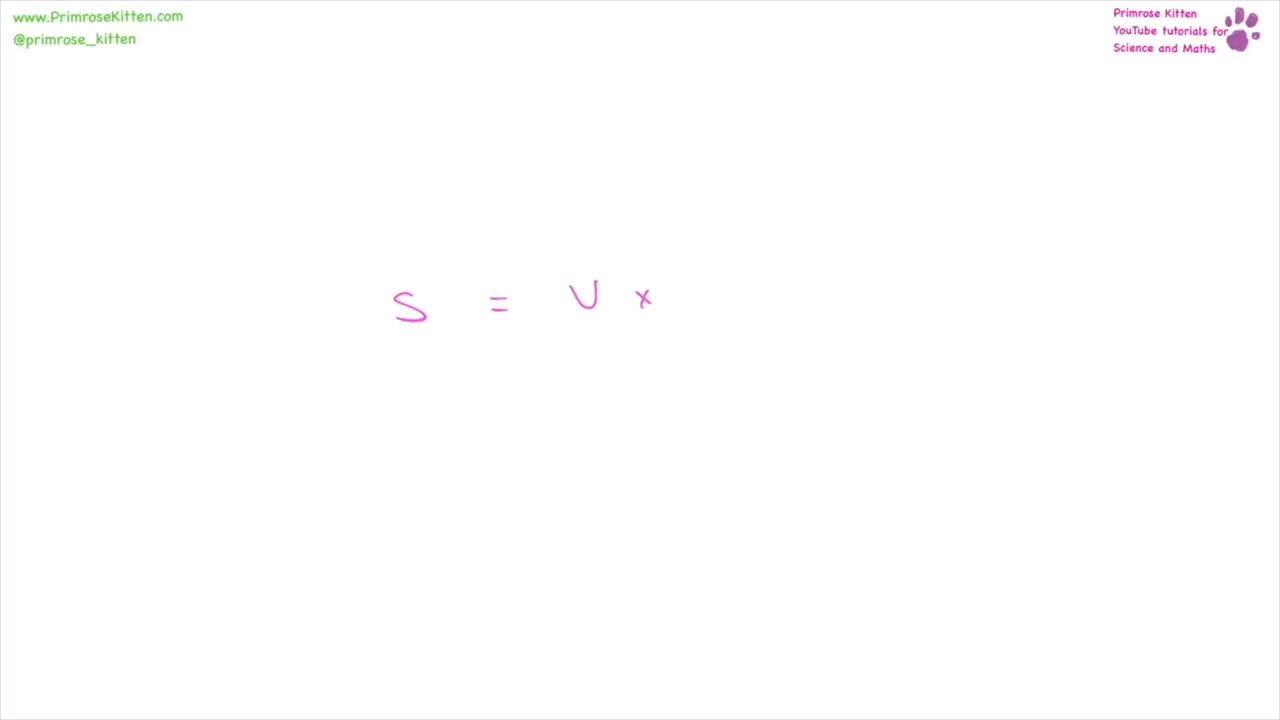 www.PrimroseKitten.com
@primrose_kitten
Primrose Kitten
YouTube tutorials for
Science and Maths
S = V ×